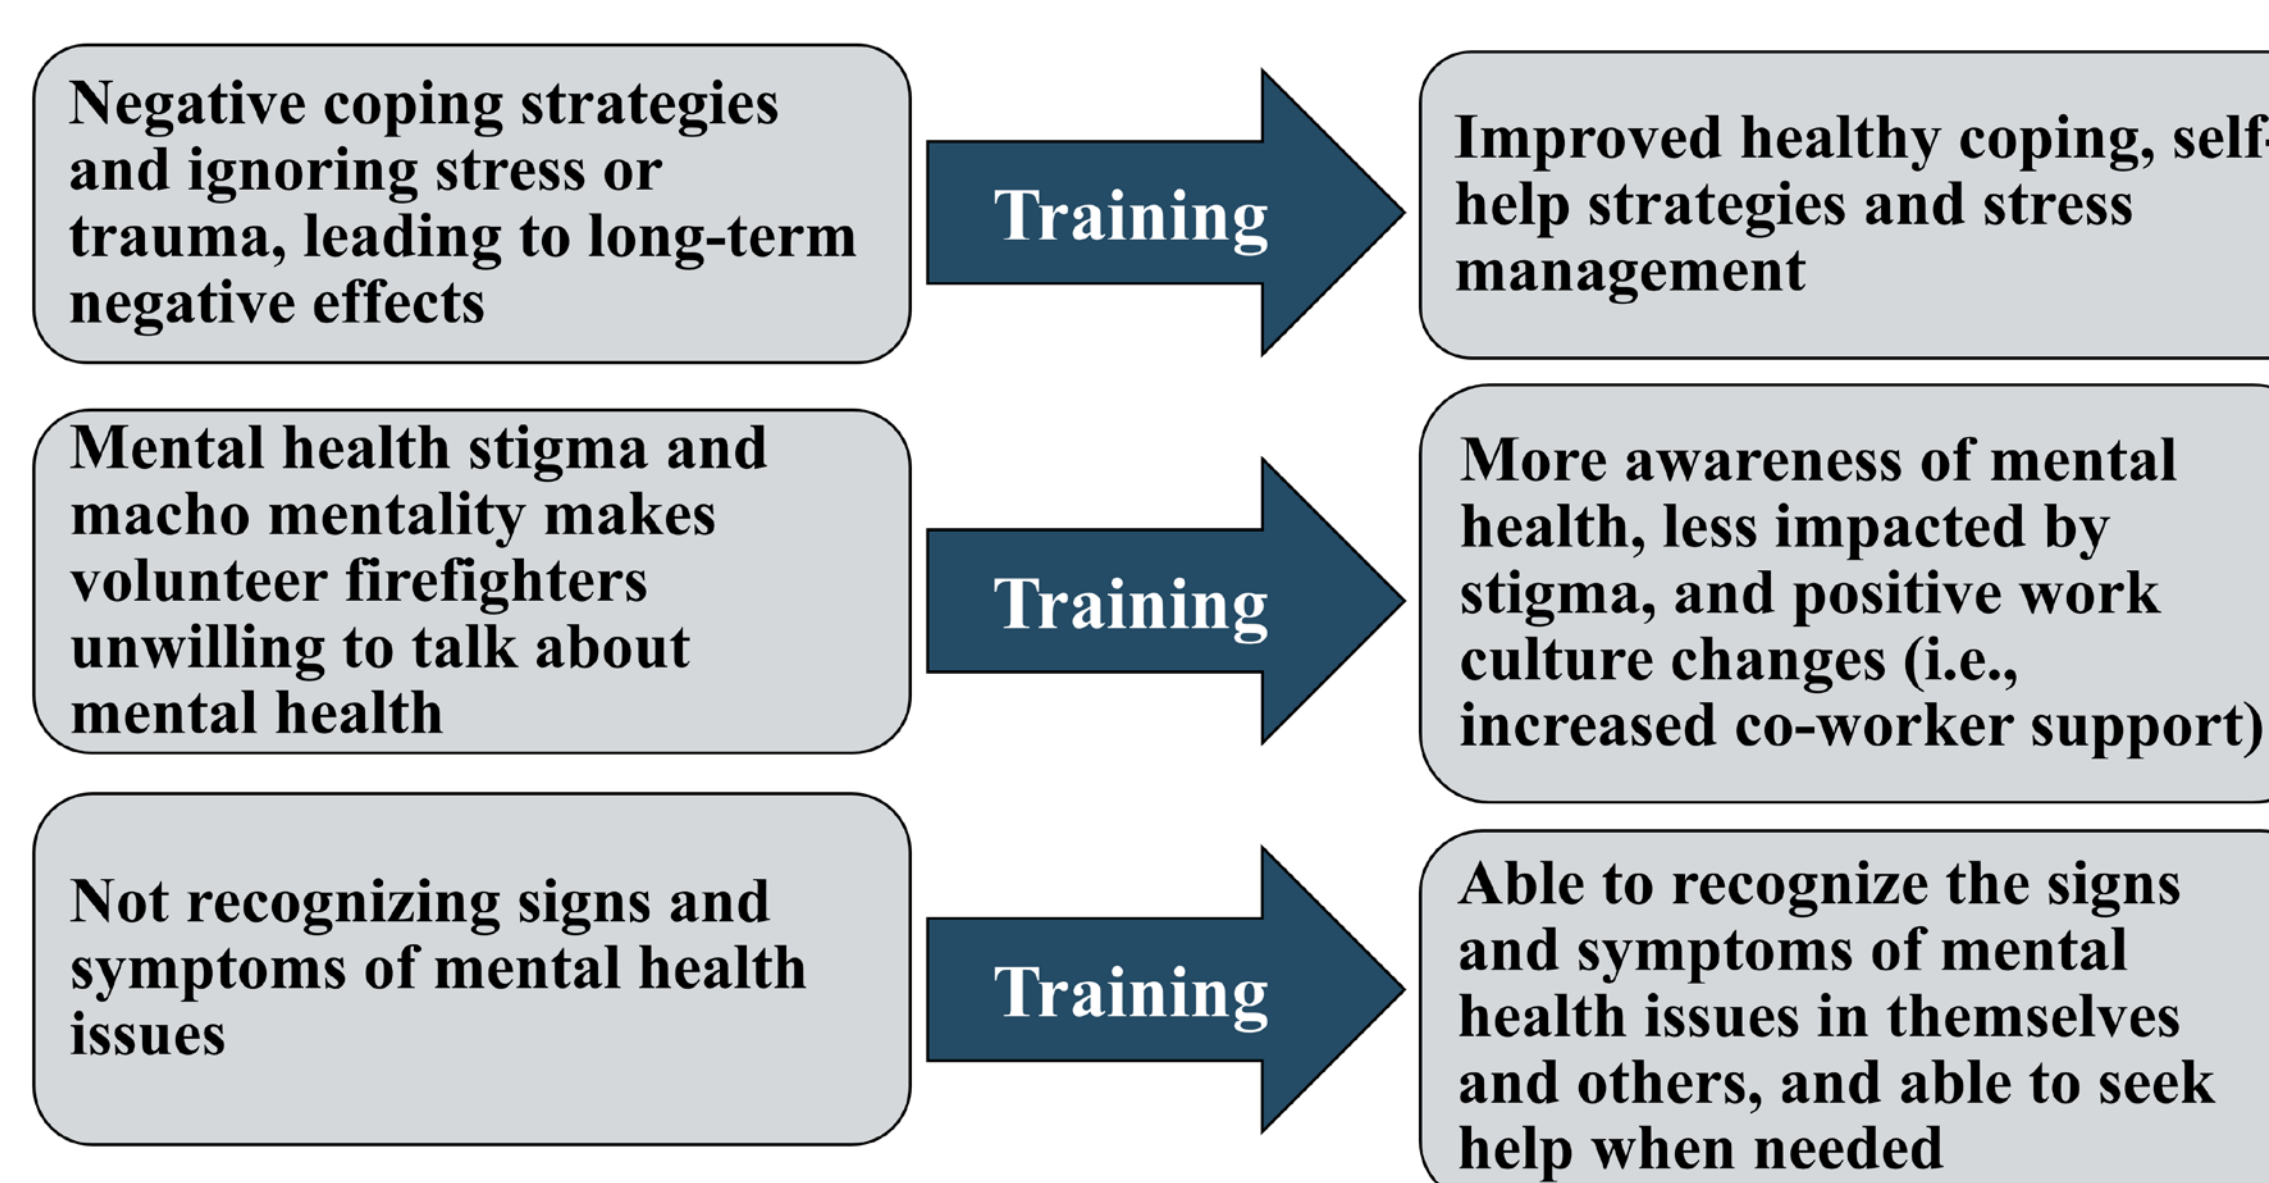 Negative coping strategies
and ignoring stress or
trauma, leading to long-term
negative effects
Training
Improved healthy coping, self-
help strategies and stress
management
Mental health stigma and
macho mentality makes
volunteer firefighters
unwilling to talk about
mental health
Training
More awareness of mental
health, less impacted by
stigma, and positive work
culture changes (i.e.,
increased co-worker support)
Not recognizing signs and
symptoms of mental health
issues
Training
Able to recognize the signs
and symptoms of mental
health issues in themselves
and others, and able to seek
help when needed